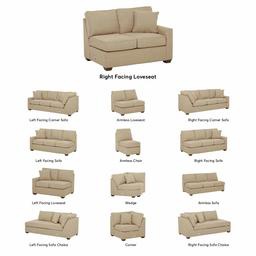 Right Facing Loveseat
Left Facing Corner Sofa
Armless Loveseat
Right Facing Corner Sofa
Left Facing Sofa
Armless Chair
Right Facing Sofa
Left Facing Loveseat
Wedge
Armless Sofa
Left Facing Sofa Chaise
Corner
Right Facing Sofa Chaise